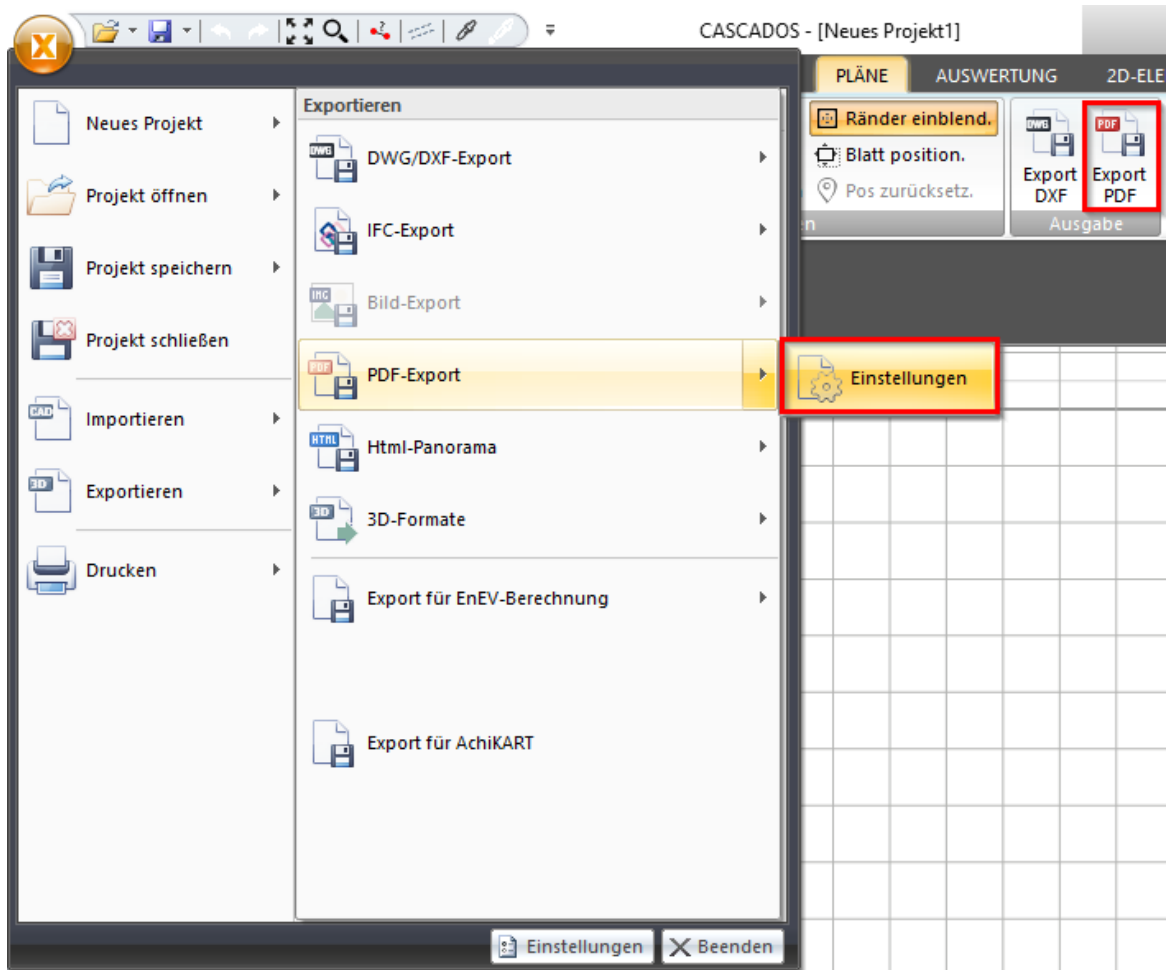 CASCADOS - [Neues Projekt1]
PLÄNE
AUSWERTUNG
2D-ELE
Neues Projekt
Projekt öffnen
Projekt speichern
Projekt schließen
CAD
Importieren
3D
Exportieren
Drucken
Exportieren
DWG
DWG/DXF-Export
IFC-Export
IMG
Bild-Export
PDF
PDF-Export
HTML
Html-Panorama
3D
3D-Formate
Export für EnEV-Berechnung
Export für AchiKART
Einstellungen
Ränder einblend.
Blatt position.
Pos zurücksetz.
en
DWG
Export
DXF
PDF
Export
PDF
Ausgabe
Einstellungen
Beenden